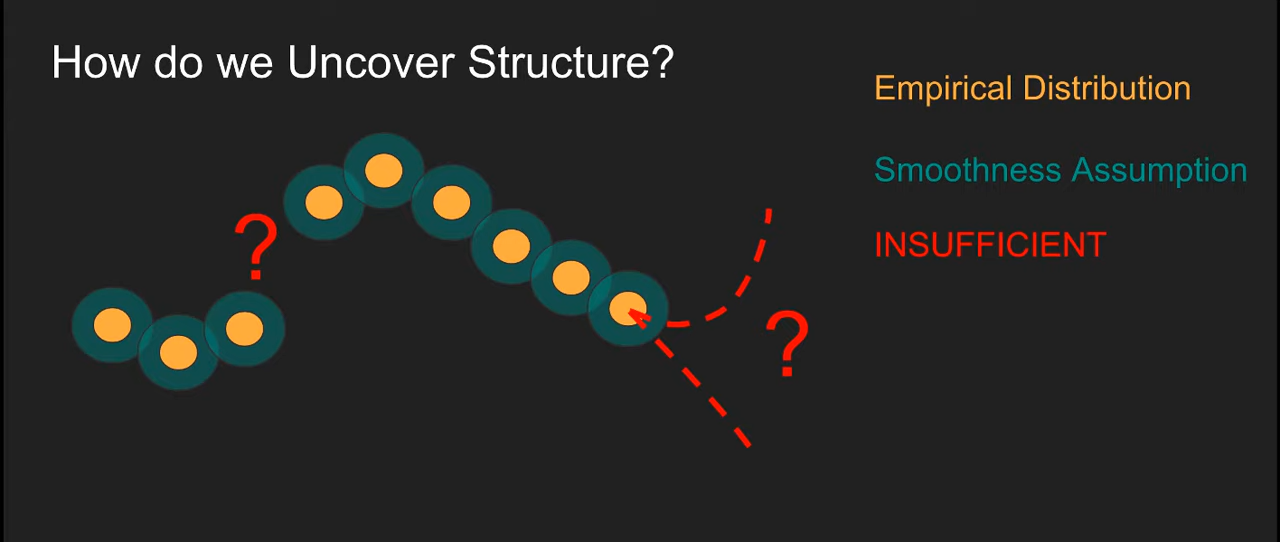 How do we Uncover Structure?
Empirical Distribution
Smoothness Assumption
INSUFFICIENT
?
?